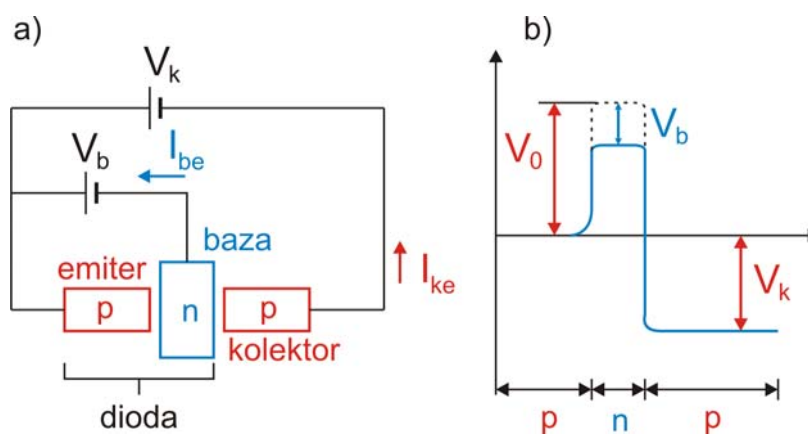 a)
V_k
V_b
I_be
baza
emiter
p
n
p
kolektor
I_ke
dioda
b)
V_0
V_b
V_k
p
n
p